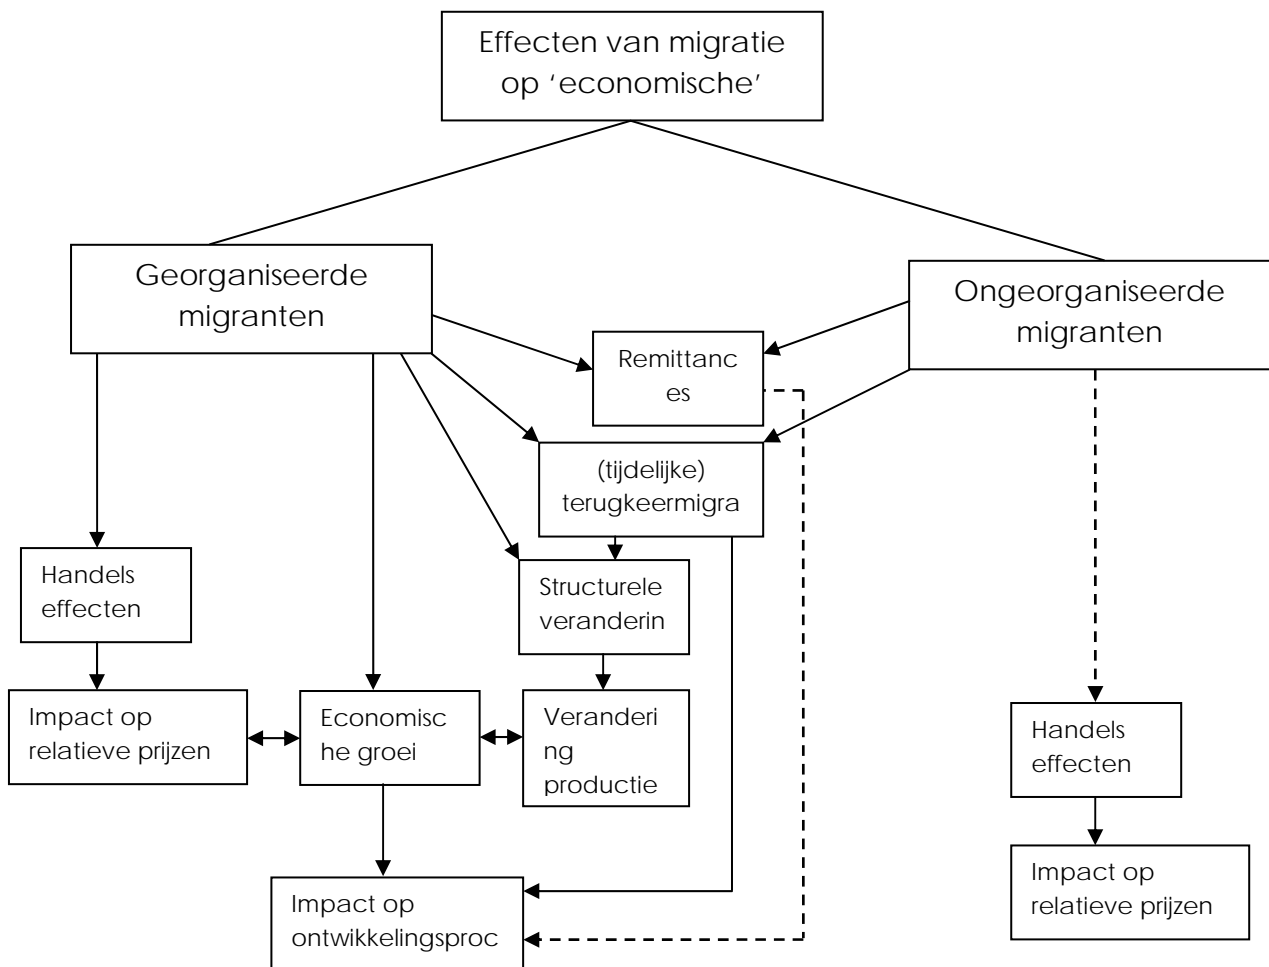 Effecten van migratie
op ‘economische’
Georganiseerde
migranten
Ongeorganiseerde
migranten
Remittanc
es
(tijdelijke)
terugkeermigra
Handels
effecten
Structurele
veranderin
Impact op
relatieve prijzen
Economisc
he groei
Veranderi
ng
productie
Handels
effecten
Impact op
relatieve prijzen
Impact op
ontwikkelingsproc